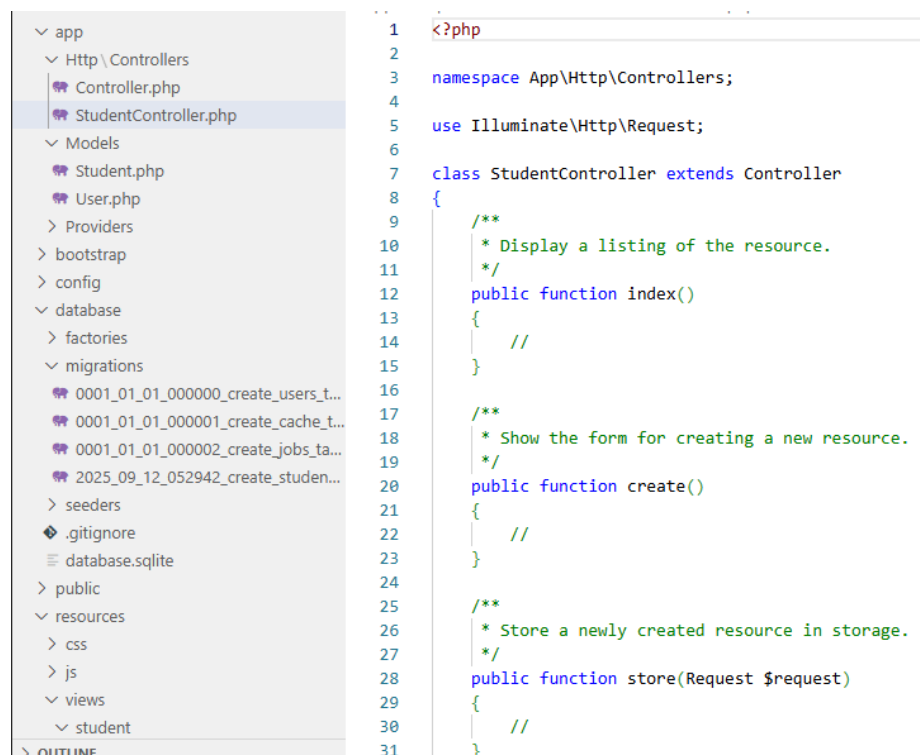 app
Http\Controllers
Controller.php
StudentController.php
Models
Student.php
User.php
Providers
bootstrap
config
database
factories
migrations
0001_01_01_000000_create_users_t...
0001_01_01_000001_create_cache_t...
0001_01_01_000002_create_jobs_ta...
2025_09_12_052942_create_studen...
seeders
.gitignore
database.sqlite
public
resources
css
js
views
student
OUTLINE
1 <?php
2
3 namespace App\Http\Controllers;
4
5 use Illuminate\Http\Request;
6
7 class StudentController extends Controller
8 {
9 /**
10 * Display a listing of the resource.
11 */
12 public function index()
13 {
14 //
15 }
16
17 /**
18 * Show the form for creating a new resource.
19 */
20 public function create()
21 {
22 //
23 }
24
25 /**
26 * Store a newly created resource in storage.
27 */
28 public function store(Request $request)
29 {
30 //
31 }